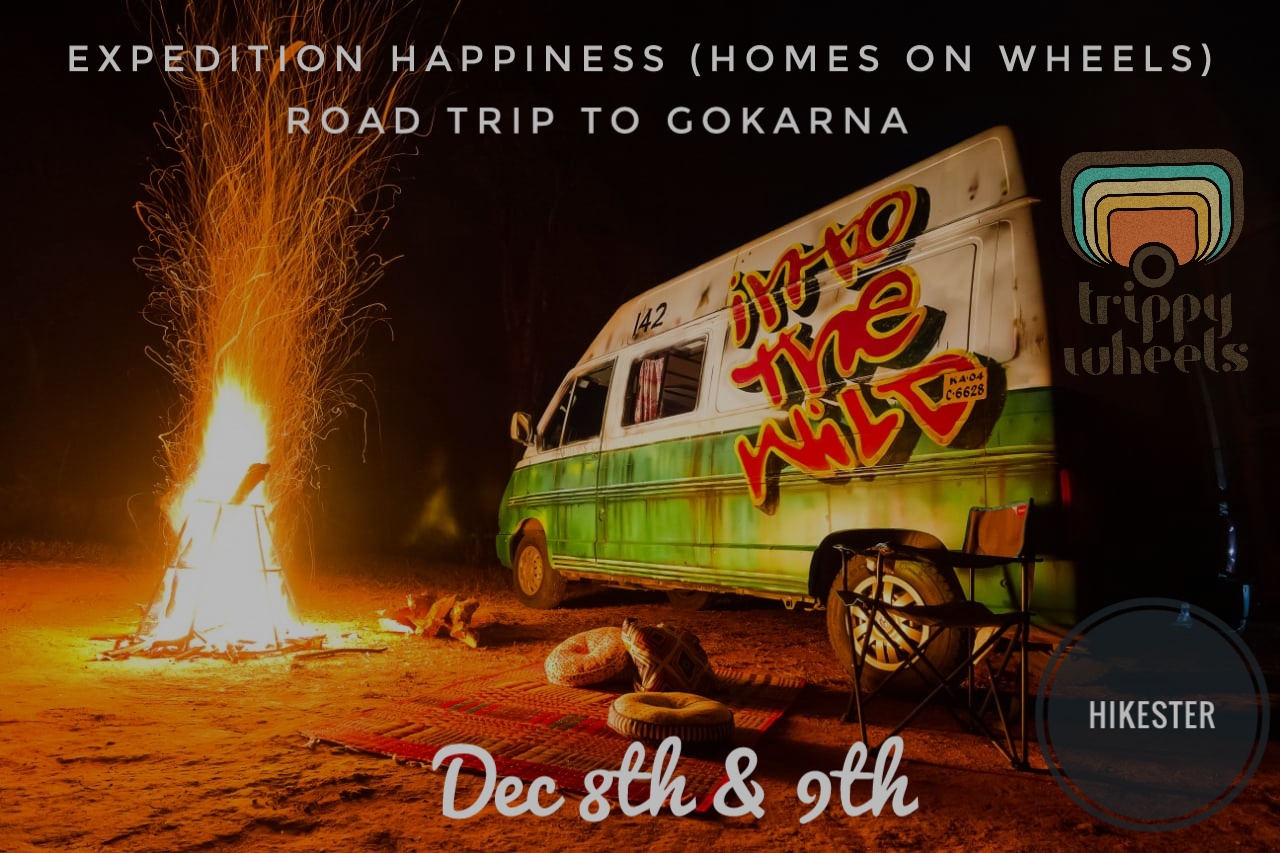 EXPEDITION HAPPINESS (HOMES ON WHEELS)
ROAD TRIP TO GOKARNA
trippy
wheels
142
into
the
wild
KA·04
C·6628
HIKESTER
Dec 8th & 9th